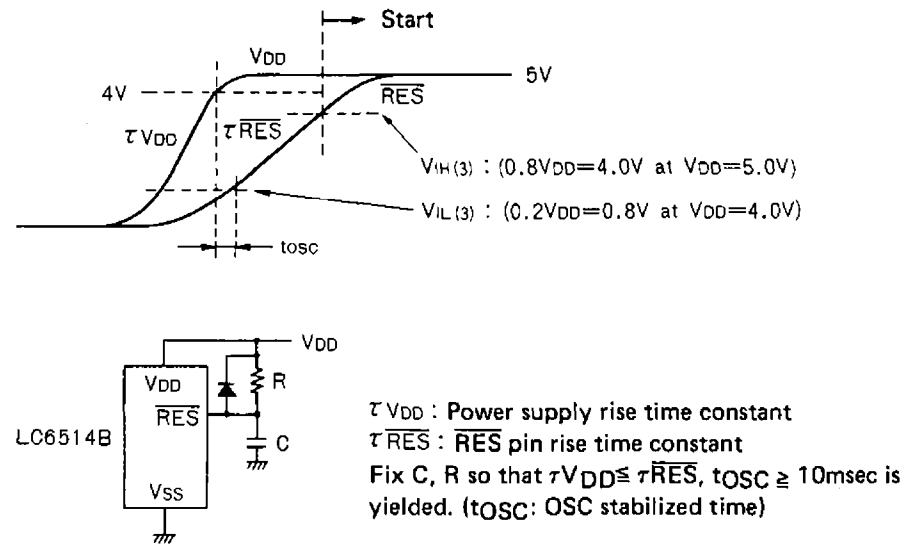 Start
VDD
5V
4V
RES
τVDD
τRES
VIH(3) : (0.8VDD=4.0V at VDD=5.0V)
VIL(3) : (0.2VDD=0.8V at VDD=4.0V)
tosc
VDD
VDD
R
RES
LC6514B
C
VSS
τVDD : Power supply rise time constant
τRES : RES pin rise time constant
Fix C, R so that τVDD≦ τRES, tOSC ≧ 10msec is
yielded. (tOSC: OSC stabilized time)